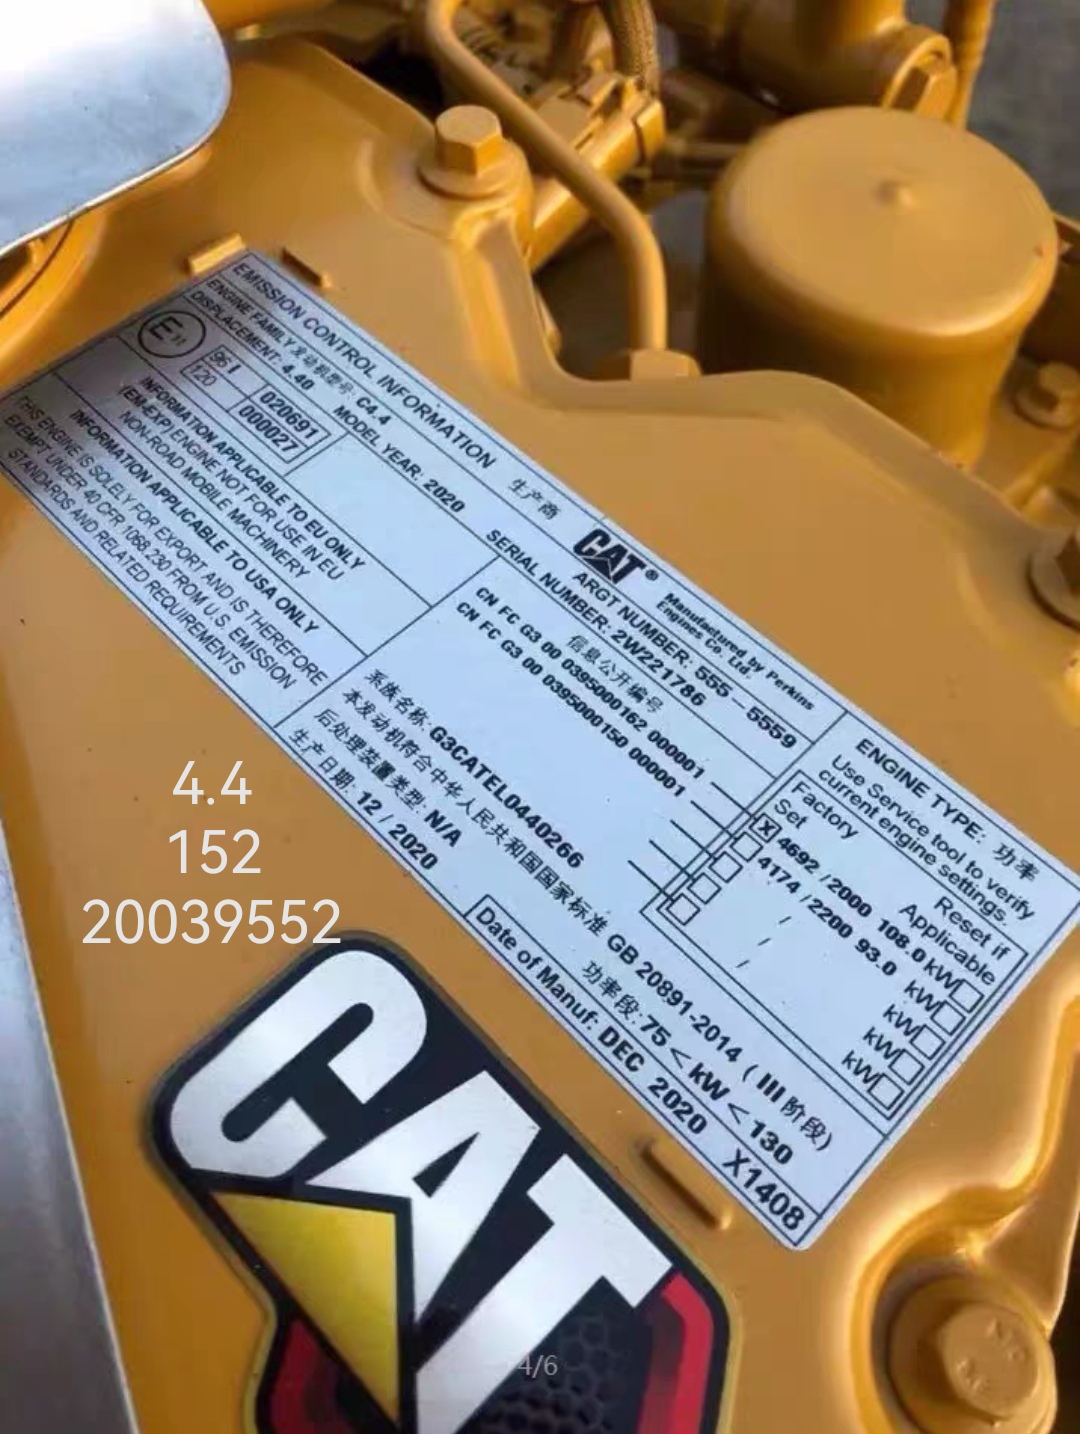 EMISSION CONTROL INFORMATION
ENGINE FAMILY 发动机型号: C4.4
DISPLACEMENT: 4.40
MODEL YEAR: 2020
E11
96 I
020691
120
000027
INFORMATION APPLICABLE TO EU ONLY
(EM-EXP) ENGINE NOT FOR USE IN EU
NON-ROAD MOBILE MACHINERY
INFORMATION APPLICABLE TO USA ONLY
THIS ENGINE IS SOLELY FOR EXPORT AND IS THEREFORE
EXEMPT UNDER 40 CFR 1068.230 FROM U.S. EMISSION
STANDARDS AND RELATED REQUIREMENTS
生产商
CAT®
Manufactured by Perkins
Engines Co. Ltd.
ARGT NUMBER: 555-5559
SERIAL NUMBER: 2W221786
信息公开编号
CN FC G3 00 0395000162 000001
CN FC G3 00 0395000150 000001
系族名称: G3CATEL0440266
本发动机符合中华人民共和国国家标准 GB 20891-2014 (III 阶段)
后处理装置类型: N/A
功率段: 75 < kW < 130
生产日期: 12 / 2020
Date of Manuf: DEC 2020
X1408
ENGINE TYPE: 功率
Use Service tool to verify
current engine settings.
Factory
Set
Reset if
Applicable
X 4692 / 2000 108.0 kW
4174 / 2200 93.0 kW
/ kW
/ kW
/
4.4
152
20039552
CAT
4/6